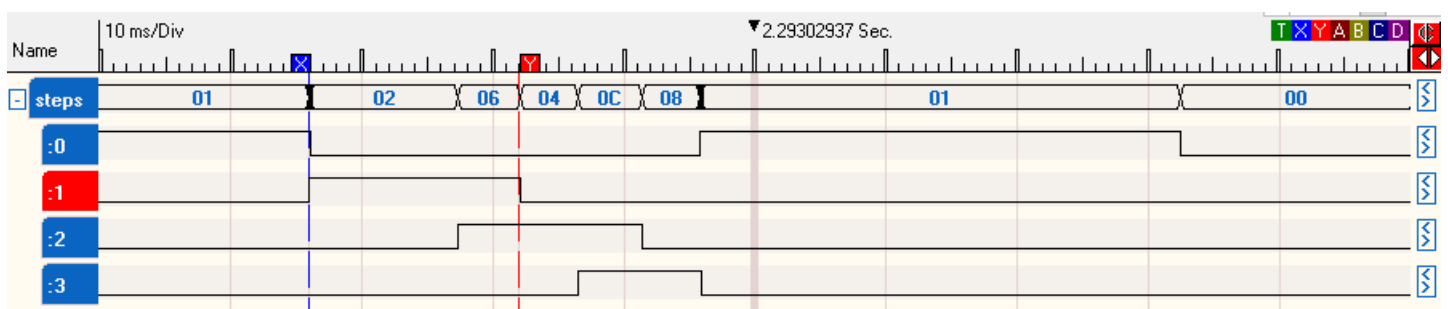 10 ms/Div
2.29302937 Sec.
T X Y A B C D
Name
X Y
steps 01 02 06 04 0C 08 01 00
:0
:1
:2
:3